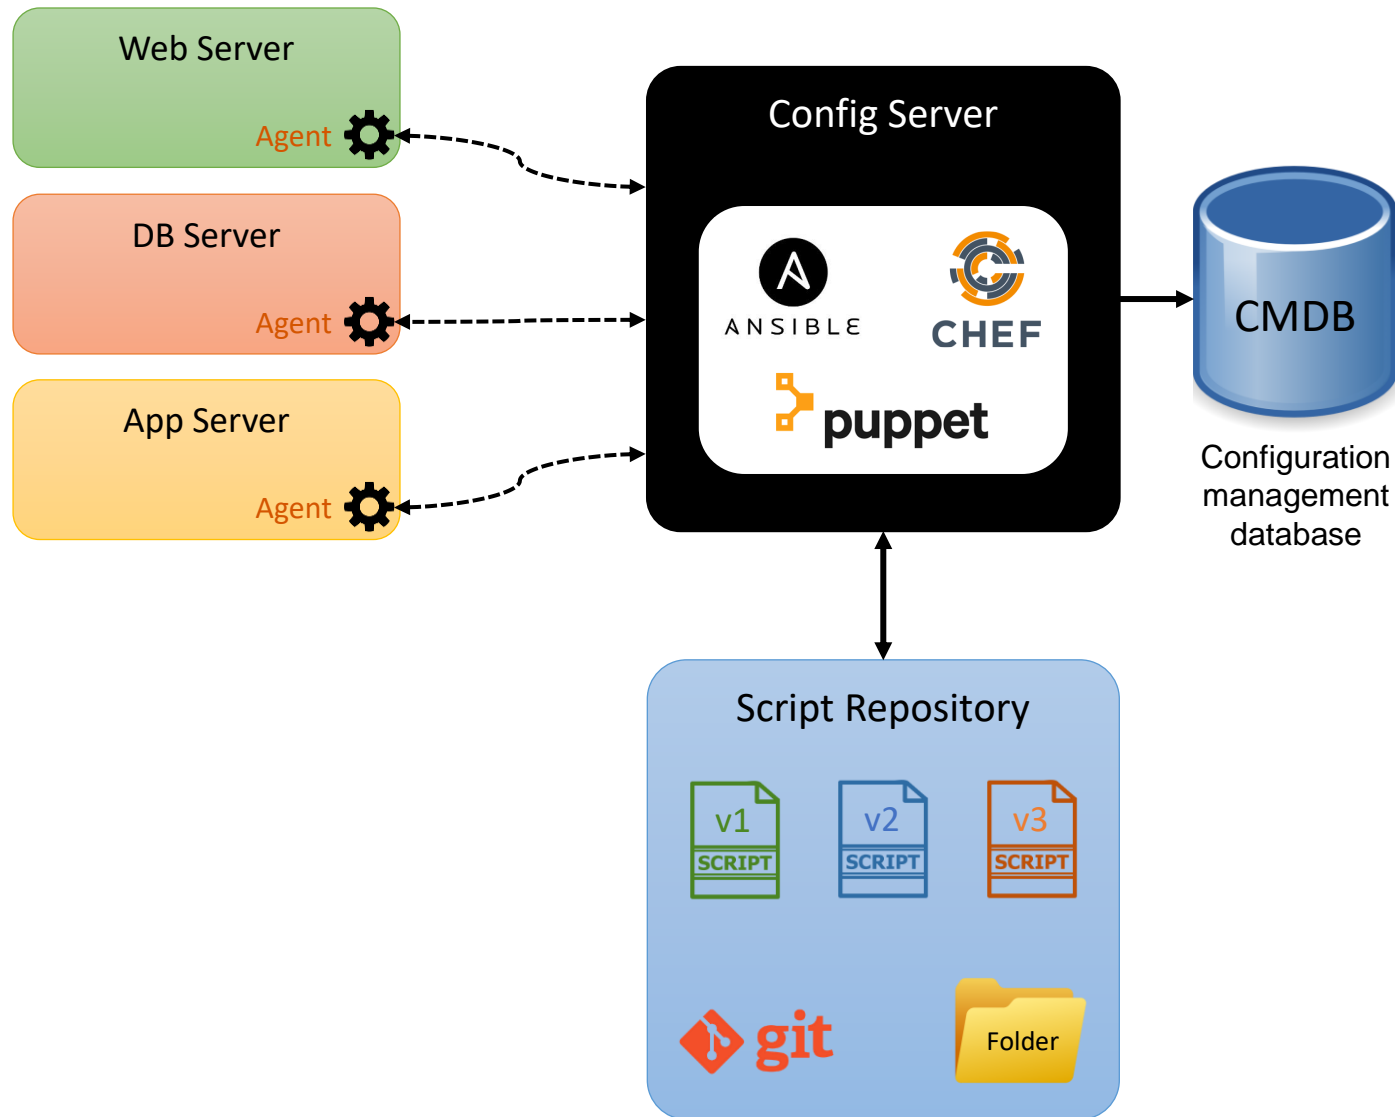 Web Server
Agent
DB Server
Agent
App Server
Agent
Config Server
ANSIBLE
CHEF
puppet
CMDB
Configuration
management
database
Script Repository
v1
SCRIPT
v2
SCRIPT
v3
SCRIPT
git
Folder